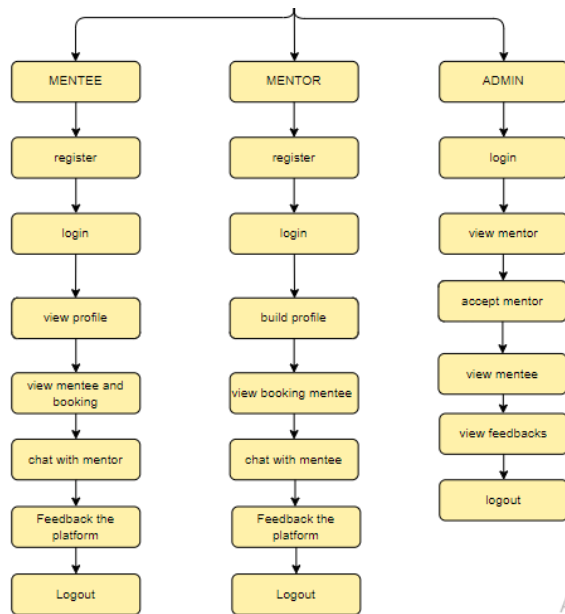 MENTEE
register
login
view profile
view mentee and
booking
chat with mentor
Feedback the
platform
Logout
MENTOR
register
login
build profile
view booking mentee
chat with mentee
Feedback the
platform
Logout
ADMIN
login
view mentor
accept mentor
view mentee
view feedbacks
logout